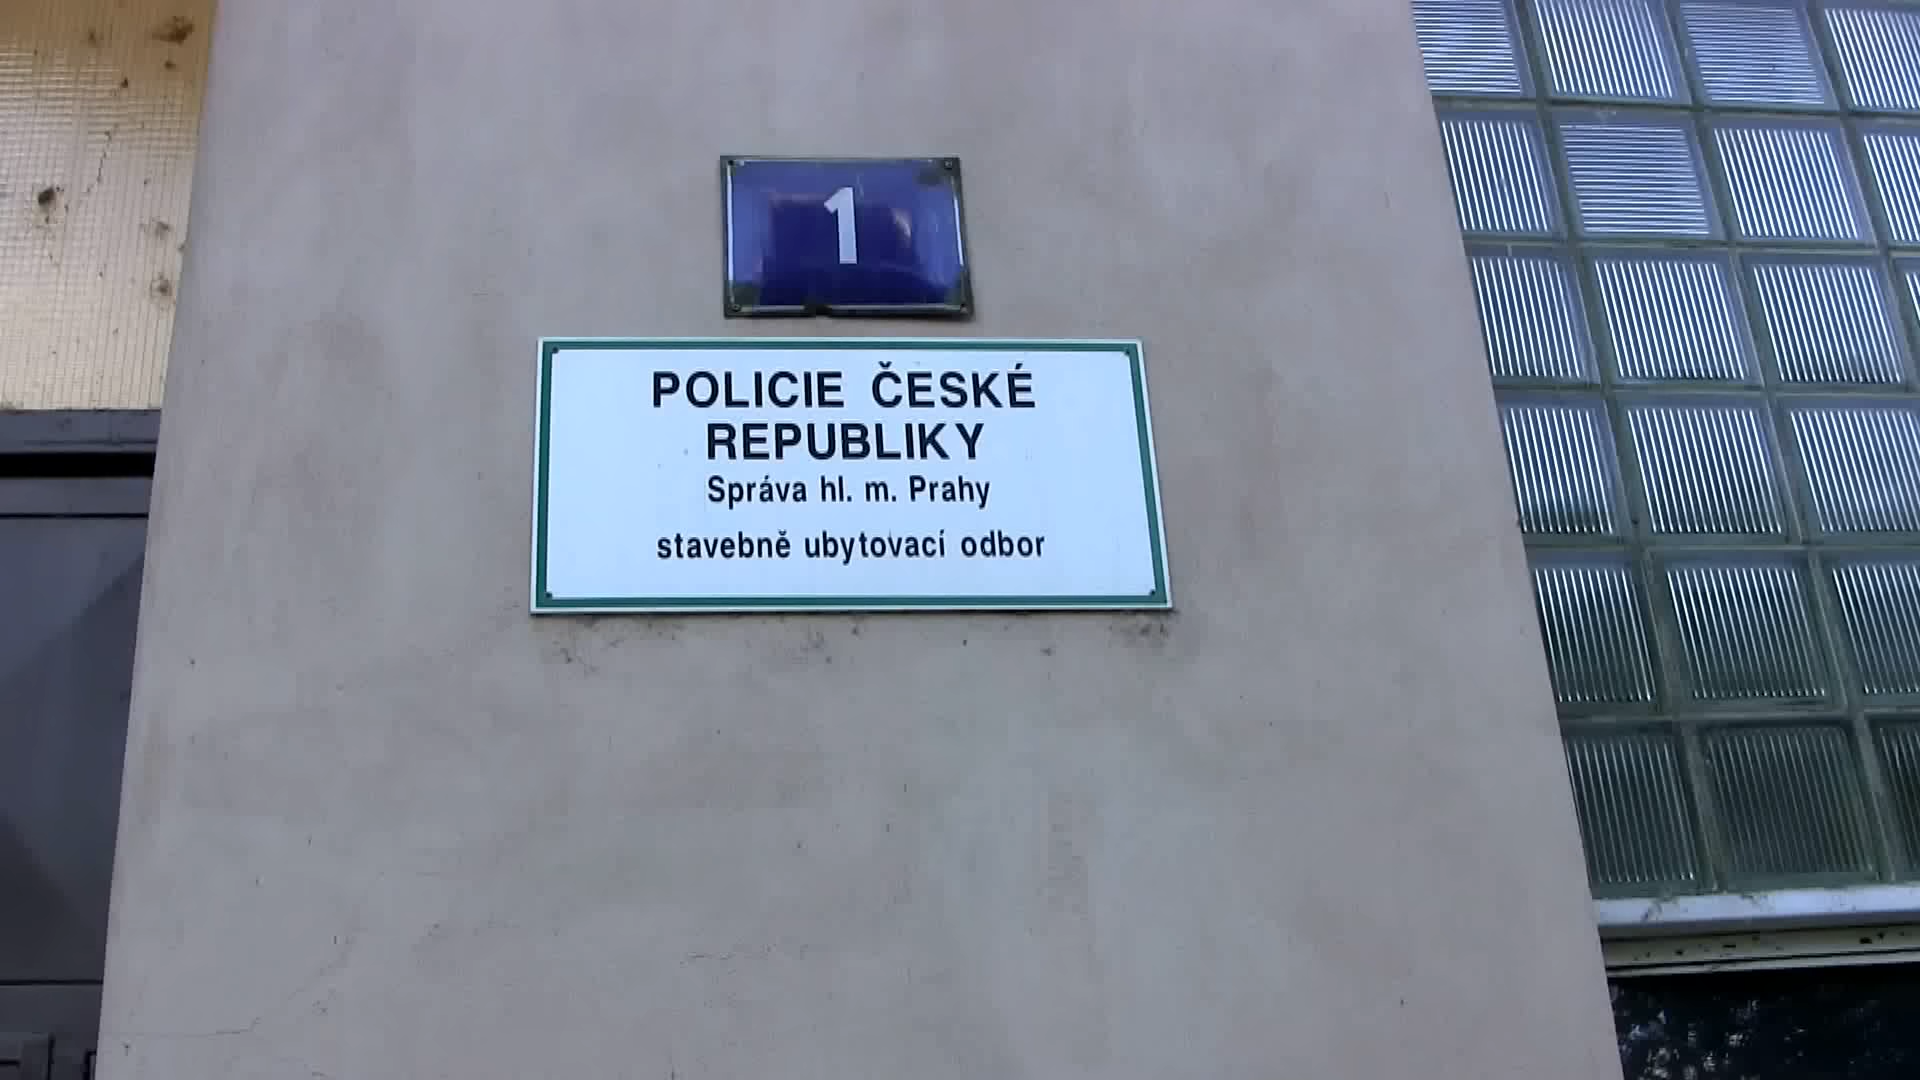 1
POLICIE ČESKÉ
REPUBLIKY
Správa hl. m. Prahy
stavebně ubytovací odbor